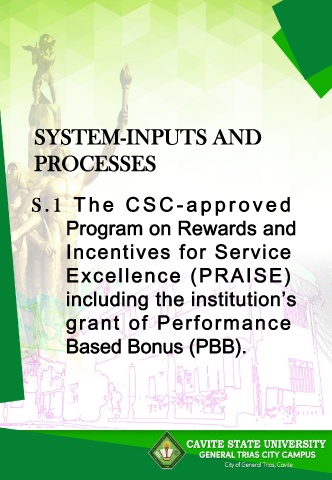 SYSTEM-INPUTS AND
PROCESSES
S.1 The CSC-approved
Program on Rewards and
Incentives for Service
Excellence (PRAISE)
including the institution's
grant of Performance
Based Bonus (PBB).
CAVITE STATE UNIVERSITY
GENERAL TRIAS CITY CAMPUS
City of General Trias, Cavite